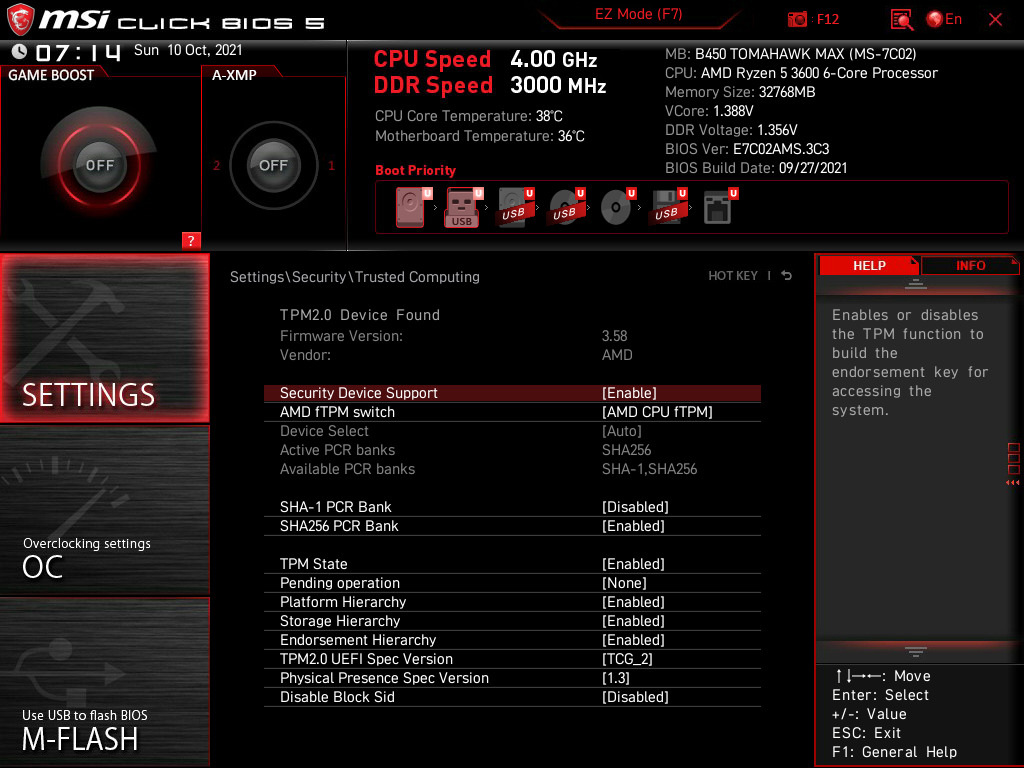 msi CLICK BIOS 5
EZ Mode (F7)
: F12
En
07:14 Sun 10 Oct, 2021
GAME BOOST
OFF
A-XMP
2 OFF 1
?
CPU Speed 4.00 GHz
DDR Speed 3000 MHz
CPU Core Temperature: 38°C
Motherboard Temperature: 36°C
MB: B450 TOMAHAWK MAX (MS-7C02)
CPU: AMD Ryzen 5 3600 6-Core Processor
Memory Size: 32768MB
VCore: 1.388V
DDR Voltage: 1.356V
BIOS Ver: E7C02AMS.3C3
BIOS Build Date: 09/27/2021
Boot Priority
U U U U U U U
USB USB USB USB
SETTINGS
Overclocking settings
OC
Use USB to flash BIOS
M-FLASH
Settings\Security\Trusted Computing
HOT KEY |
TPM2.0 Device Found
Firmware Version: 3.58
Vendor: AMD
Security Device Support [Enable]
AMD fTPM switch [AMD CPU fTPM]
Device Select [Auto]
Active PCR banks SHA256
Available PCR banks SHA-1,SHA256
SHA-1 PCR Bank [Disabled]
SHA256 PCR Bank [Enabled]
TPM State [Enabled]
Pending operation [None]
Platform Hierarchy [Enabled]
Storage Hierarchy [Enabled]
Endorsement Hierarchy [Enabled]
TPM2.0 UEFI Spec Version [TCG_2]
Physical Presence Spec Version [1.3]
Disable Block Sid [Disabled]
HELP
INFO
Enables or disables
the TPM function to
build the
endorsement key for
accessing the
system.
↑↓→←: Move
Enter: Select
+/-: Value
ESC: Exit
F1: General Help